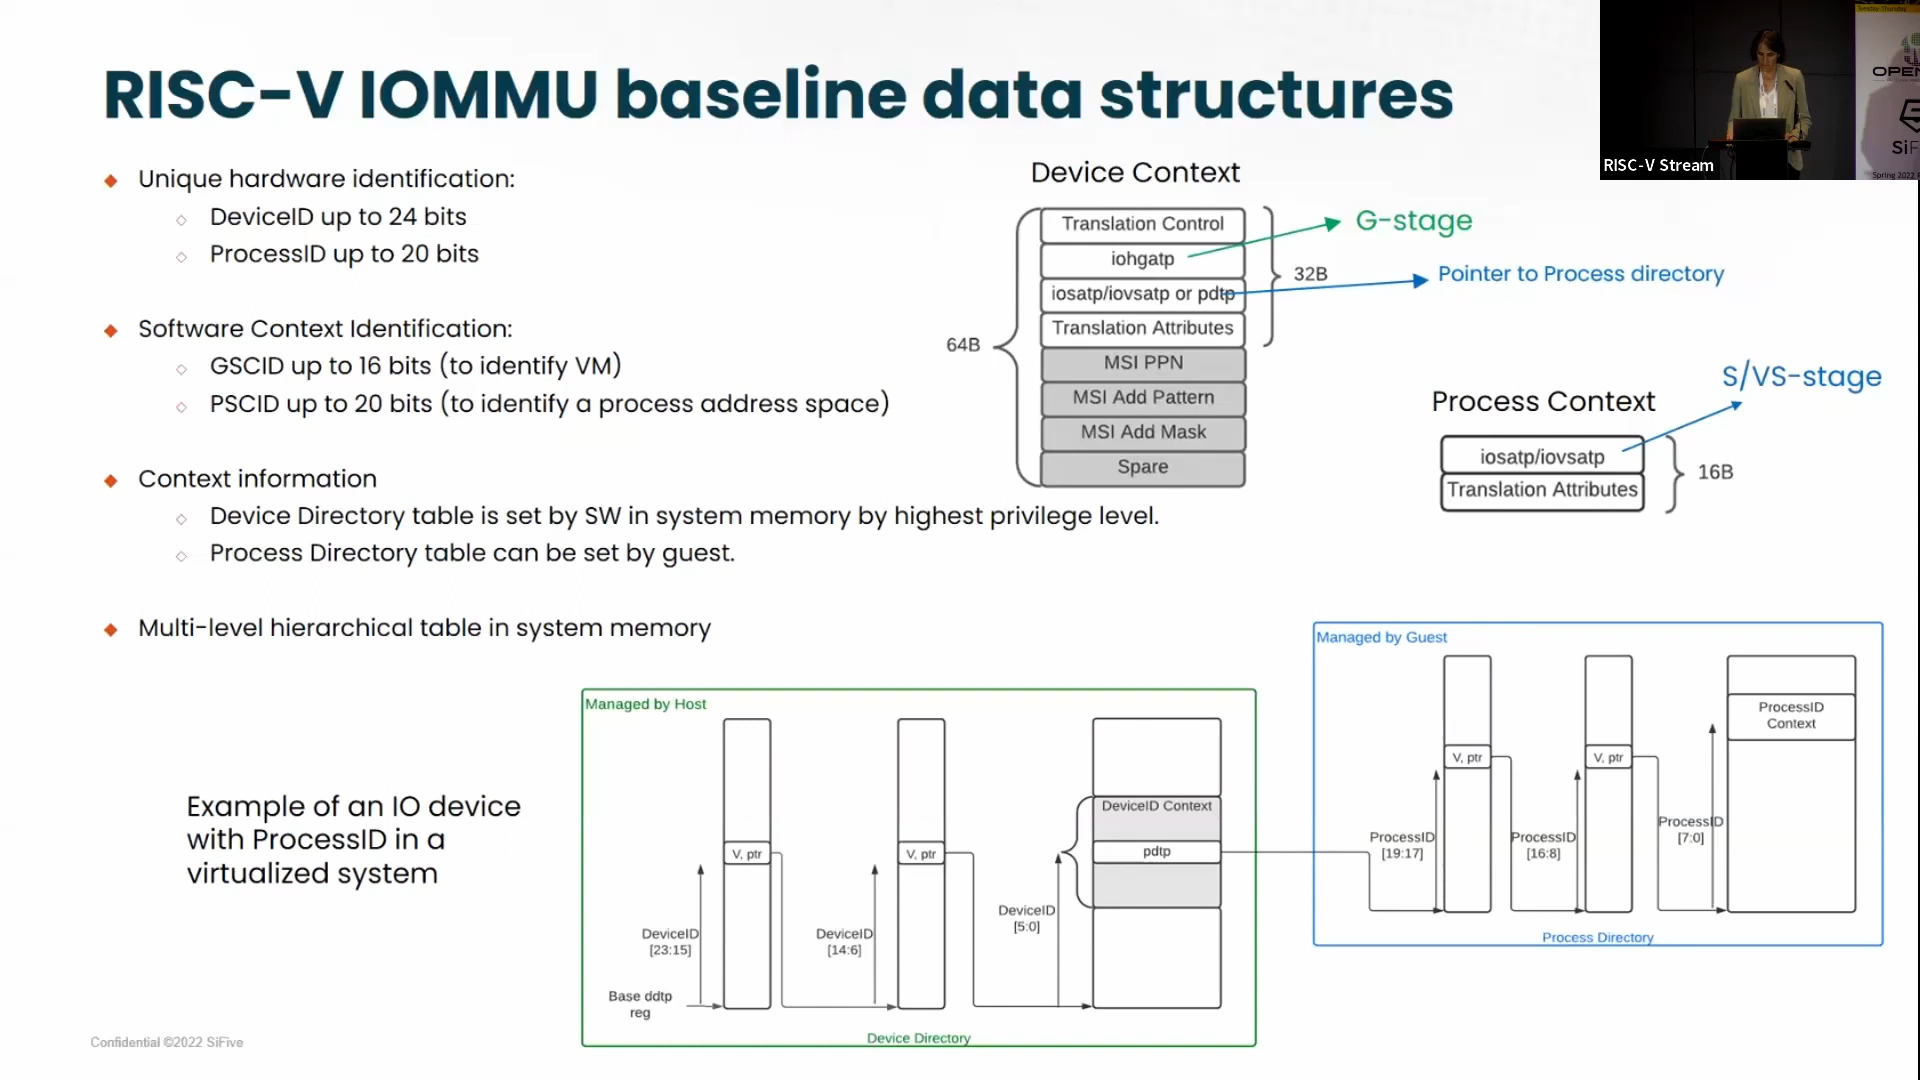 RISC-V IOMMU baseline data structures
Unique hardware identification:
DeviceID up to 24 bits
ProcessID up to 20 bits
Software Context Identification:
GSCID up to 16 bits (to identify VM)
PSCID up to 20 bits (to identify a process address space)
Context information
Device Directory table is set by SW in system memory by highest privilege level.
Process Directory table can be set by guest.
Multi-level hierarchical table in system memory
Device Context
Translation Control
iohgatp
iosatp/iovsatp or pdtp
Translation Attributes
MSI PPN
MSI Add Pattern
MSI Add Mask
Spare
64B
32B
G-stage
Pointer to Process directory
S/VS-stage
Process Context
iosatp/iovsatp
Translation Attributes
16B
Example of an IO device
with ProcessID in a
virtualized system
Managed by Host
V, ptr
V, ptr
DeviceID Context
pdtp
DeviceID
[23:15]
DeviceID
[14:6]
DeviceID
[5:0]
Base ddtp
reg
Device Directory
Managed by Guest
V, ptr
V, ptr
ProcessID
Context
ProcessID
[19:17]
ProcessID
[16:8]
ProcessID
[7:0]
Process Directory
Confidential ©2022 SiFive
RISC-V Stream
OPEN
SiF
Spring 2022